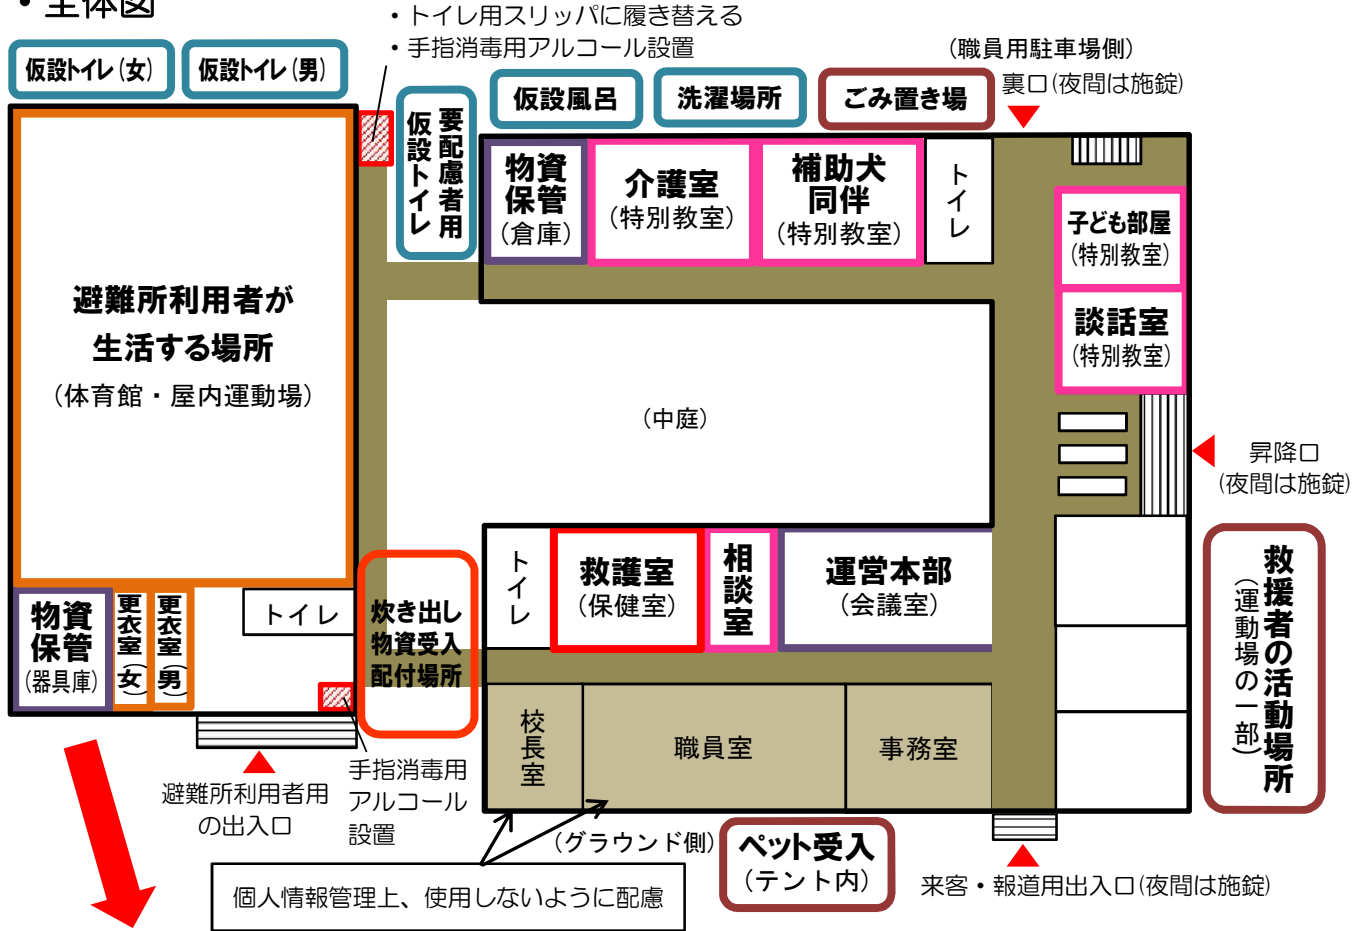 ・全体図
・トイレ用スリッパに履き替える
・手指消毒用アルコール設置
仮設トイレ(女)
仮設トイレ(男)
要配慮者用
仮設トイレ
仮設風呂
洗濯場所
ごみ置き場
(職員用駐車場側)
裏口(夜間は施錠)
物資
保管
(倉庫)
介護室
(特別教室)
補助犬
同伴
(特別教室)
トイレ
子ども部屋
(特別教室)
談話室
(特別教室)
避難所利用者が
生活する場所
(体育館・屋内運動場)
(中庭)
昇降口
(夜間は施錠)
物資
保管
(器具庫)
更衣室(女)
更衣室(男)
トイレ
炊き出し
物資受入
配付場所
トイレ
救護室
(保健室)
相談室
運営本部
(会議室)
救援者の活動場所
(運動場の一部)
校長室
職員室
事務室
避難所利用者用
の出入口
手指消毒用
アルコール
設置
(グラウンド側)
ペット受入
(テント内)
来客・報道用出入口(夜間は施錠)
個人情報管理上、使用しないように配慮